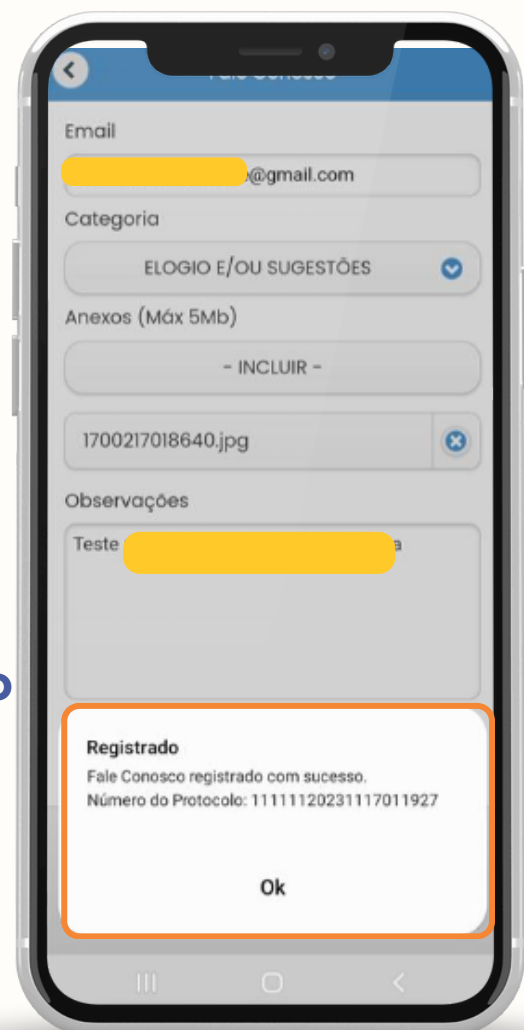 Email
@gmail.com
Categoria
ELOGIO E/OU SUGESTÕES
Anexos (Máx 5Mb)
- INCLUIR -
1700217018640.jpg
Observações
Teste
Registrado
Fale Conosco registrado com sucesso.
Número do Protocolo: 11111120231117011927
Ok